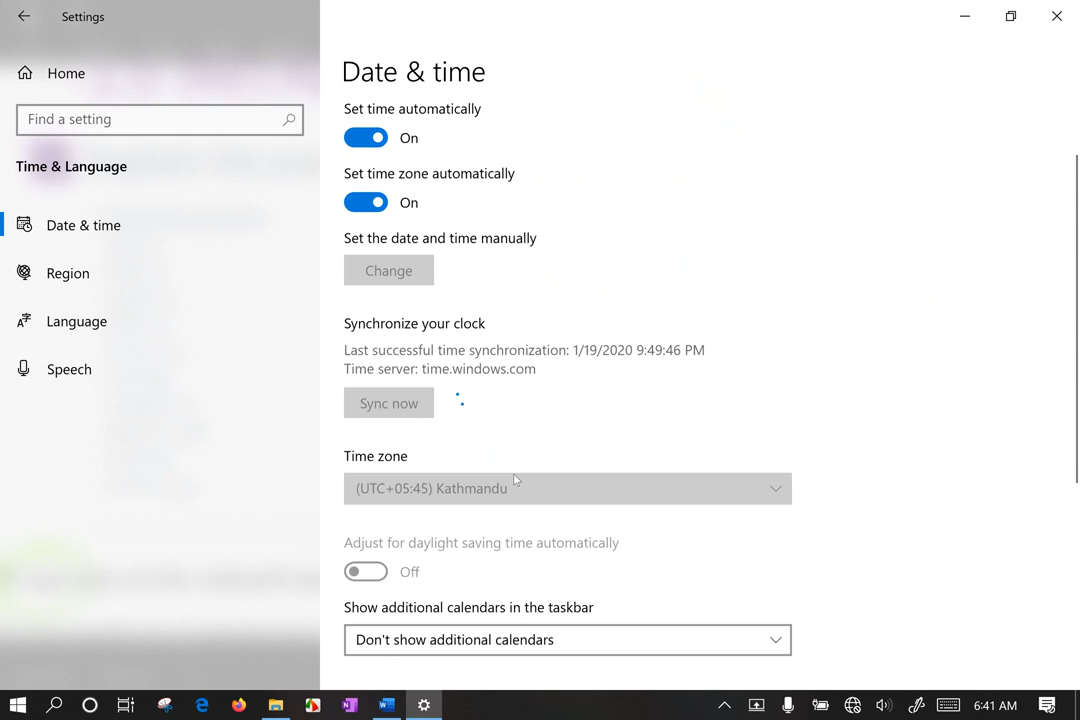 Settings
Home
Find a setting
Time & Language
Date & time
Region
Language
Speech
Date & time
Set time automatically
On
Set time zone automatically
On
Set the date and time manually
Change
Synchronize your clock
Last successful time synchronization: 1/19/2020 9:49:46 PM
Time server: time.windows.com
Sync now
Time zone
(UTC+05:45) Kathmandu
Adjust for daylight saving time automatically
Off
Show additional calendars in the taskbar
Don't show additional calendars
6:41 AM